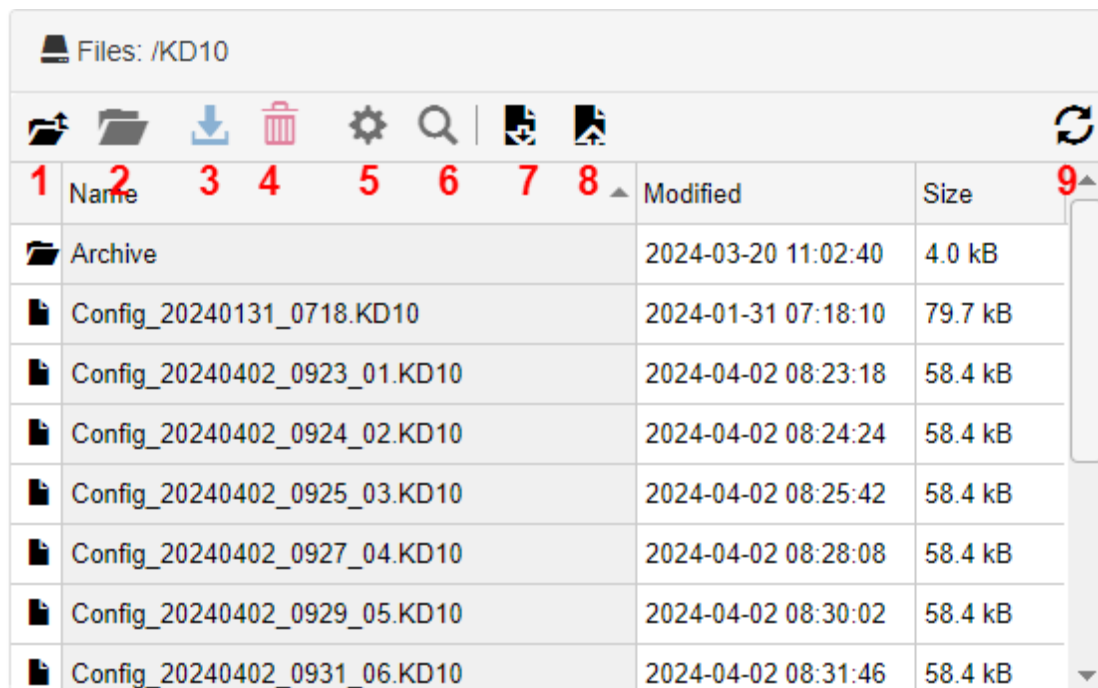 Files: /KD10
1 2 3 4 5 6 7 8 9
Name Modified Size
Archive 2024-03-20 11:02:40 4.0 kB
Config_20240131_0718.KD10 2024-01-31 07:18:10 79.7 kB
Config_20240402_0923_01.KD10 2024-04-02 08:23:18 58.4 kB
Config_20240402_0924_02.KD10 2024-04-02 08:24:24 58.4 kB
Config_20240402_0925_03.KD10 2024-04-02 08:25:42 58.4 kB
Config_20240402_0927_04.KD10 2024-04-02 08:28:08 58.4 kB
Config_20240402_0929_05.KD10 2024-04-02 08:30:02 58.4 kB
Config_20240402_0931_06.KD10 2024-04-02 08:31:46 58.4 kB